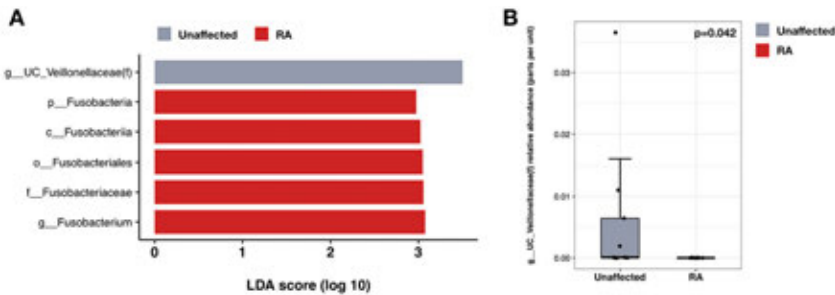 A
Unaffected RA
g__UC_Veillonellaceae(f)
p__Fusobacteria
c__Fusobacteriia
o__Fusobacteriales
f__Fusobacteriaceae
g__Fusobacterium
0 1 2 3
LDA score (log 10)
B
g__UC_Veillonellaceae(f) relative abundance (parts per unit)
p=0.042
Unaffected
RA
0.03
0.02
0.01
0.00
Unaffected RA